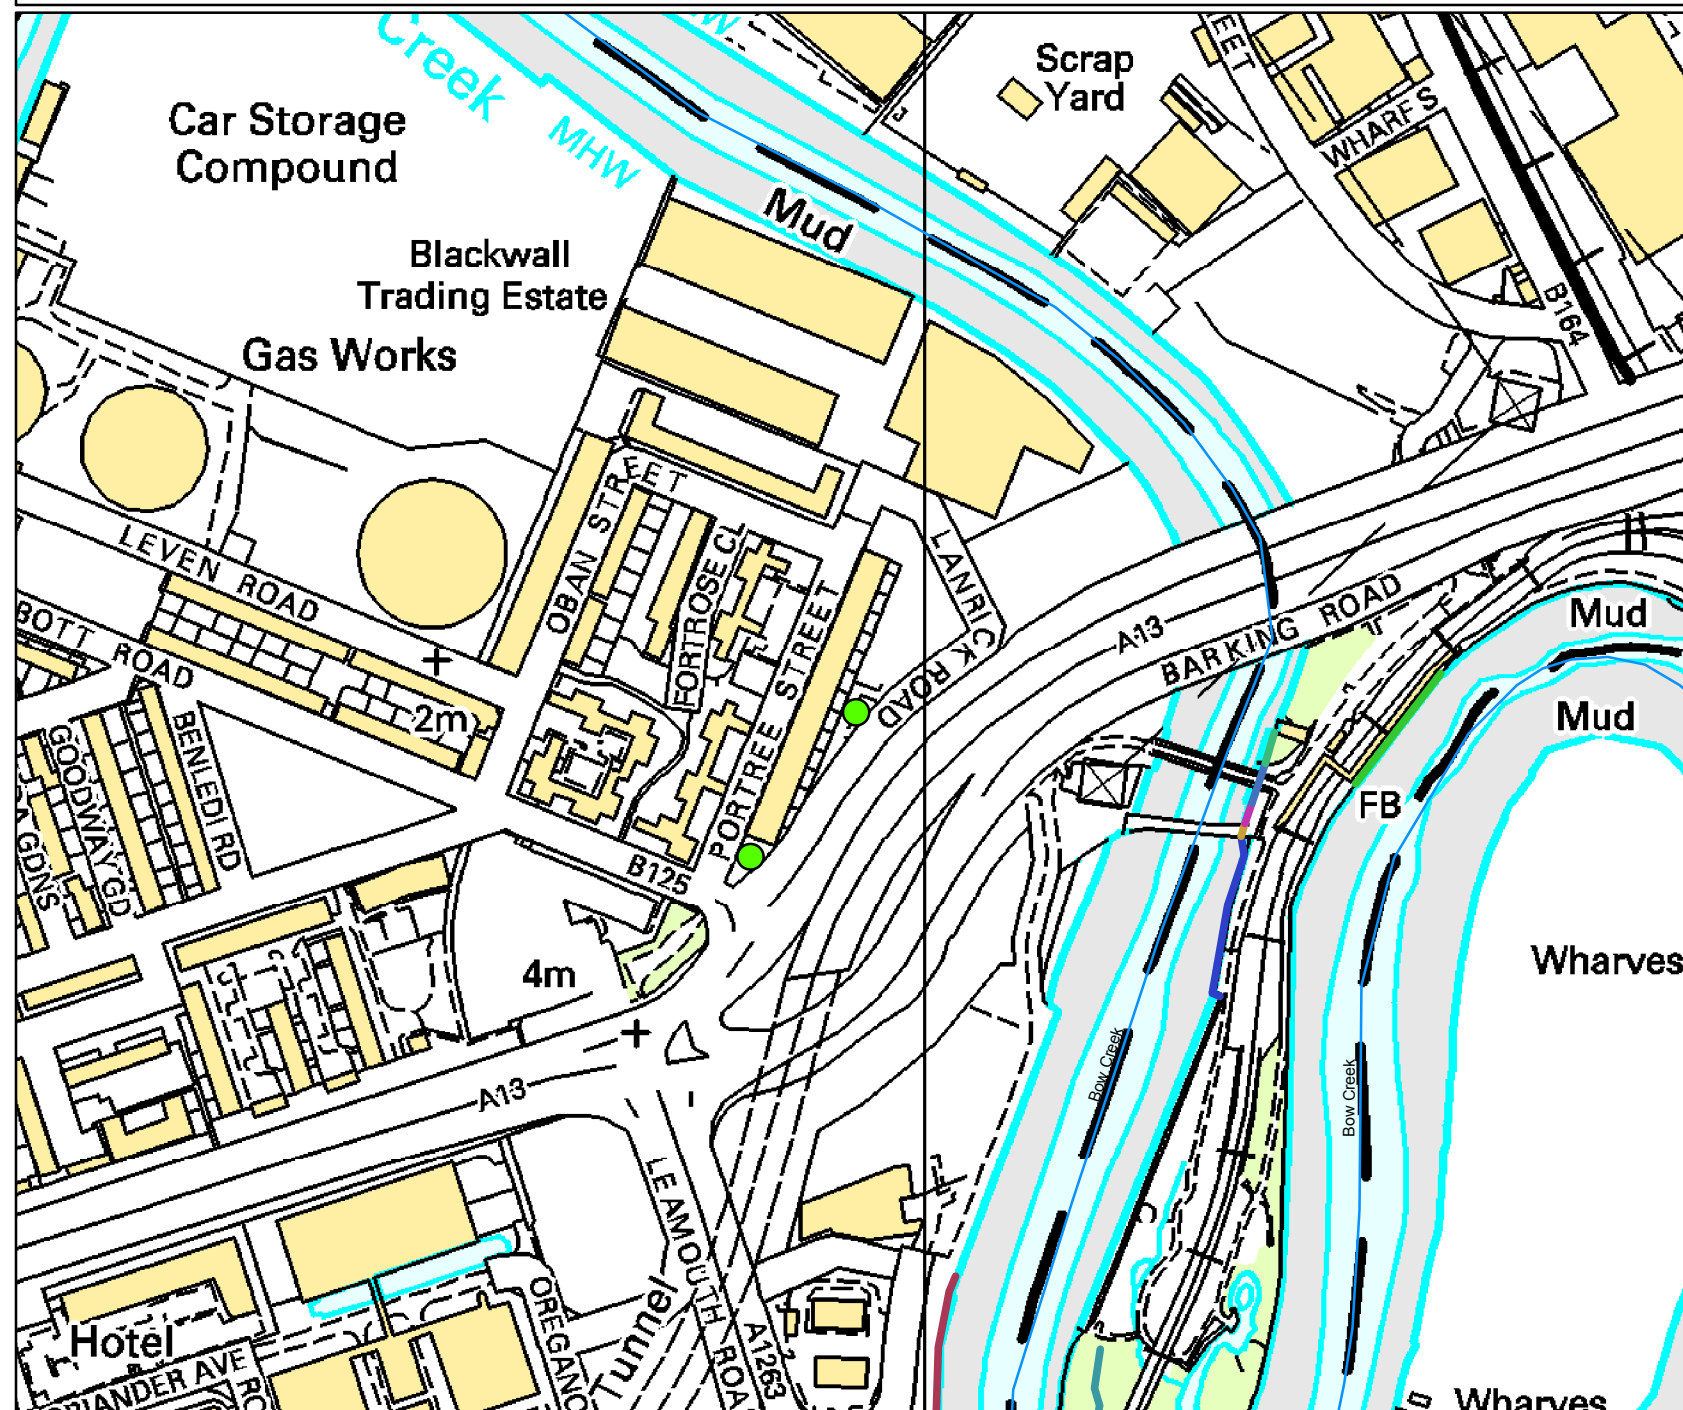 Creek
MHW
Scrap
Yard
Car Storage
Compound
WHARF S
Mud
Blackwall
Trading Estate
B164
Gas Works
OBAN STREET
LEVEN ROAD
FORTROSE CL
LANRICK ROAD
PORTREE STREET
A13
BARKING ROAD
Mud
ROAD
2m
Mud
BENLEDI RD
FB
B125
4m
Wharves
A13
Bow Creek
Bow Creek
LEAMOUTH ROAD
A1263
Tunnel
OREGANO
Hotel
Wharves